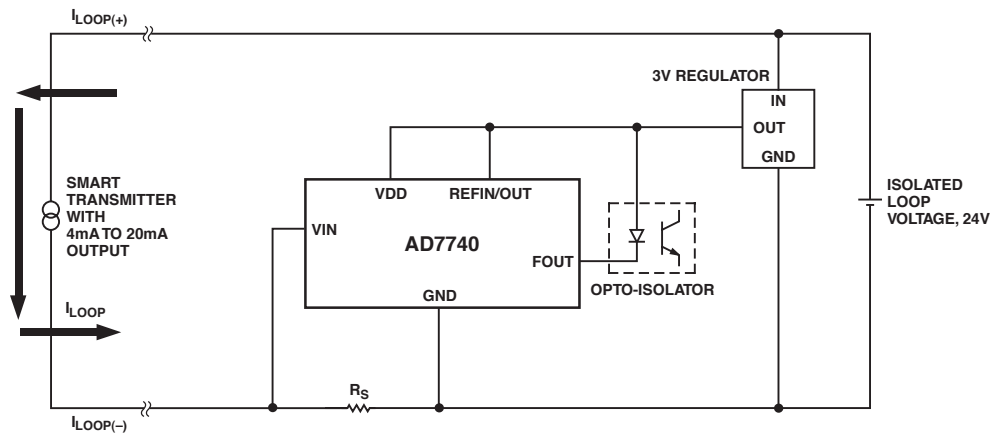 ILOOP(+)
3V REGULATOR
IN
OUT
GND
SMART
TRANSMITTER
WITH
4mA TO 20mA
OUTPUT
VDD
REFIN/OUT
VIN
AD7740
FOUT
GND
OPTO-ISOLATOR
ISOLATED
LOOP
VOLTAGE, 24V
ILOOP
RS
ILOOP(–)